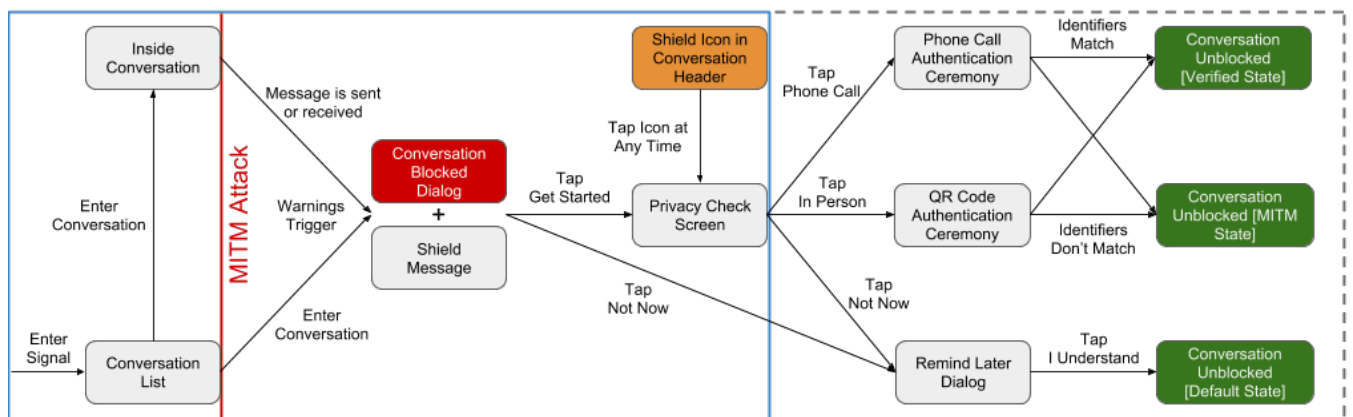 Inside
Conversation
Enter
Conversation
Enter
Signal
Conversation
List
MITM Attack
Message is sent
or received
Warnings
Trigger
Enter
Conversation
Conversation
Blocked
Dialog
+
Shield
Message
Tap
Get Started
Tap
Not Now
Shield Icon in
Conversation
Header
Tap Icon at
Any Time
Privacy Check
Screen
Tap
Phone Call
Tap
In Person
Tap
Not Now
Phone Call
Authentication
Ceremony
QR Code
Authentication
Ceremony
Remind Later
Dialog
Identifiers
Match
Identifiers
Don't Match
Tap
I Understand
Conversation
Unblocked
[Verified State]
Conversation
Unblocked [MITM
State]
Conversation
Unblocked
[Default State]